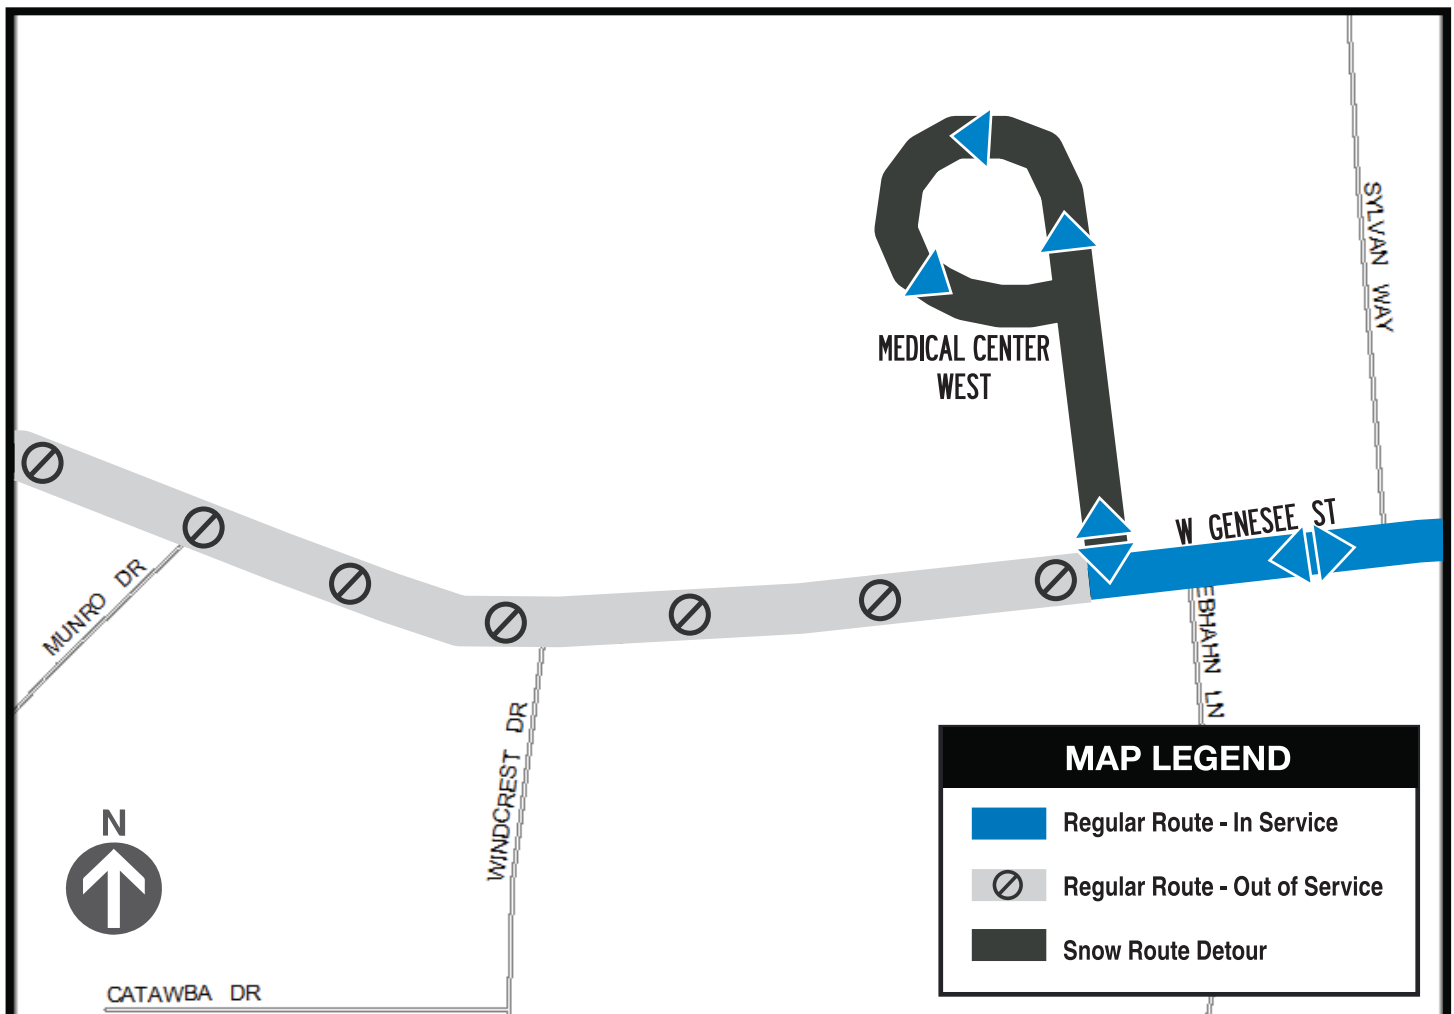 SYLVAN WAY
MEDICAL CENTER
WEST
W GENESEE ST
MUNRO DR
EBHAHN LN
WINDCREST DR
N
CATAWBA DR
MAP LEGEND
Regular Route - In Service
Regular Route - Out of Service
Snow Route Detour